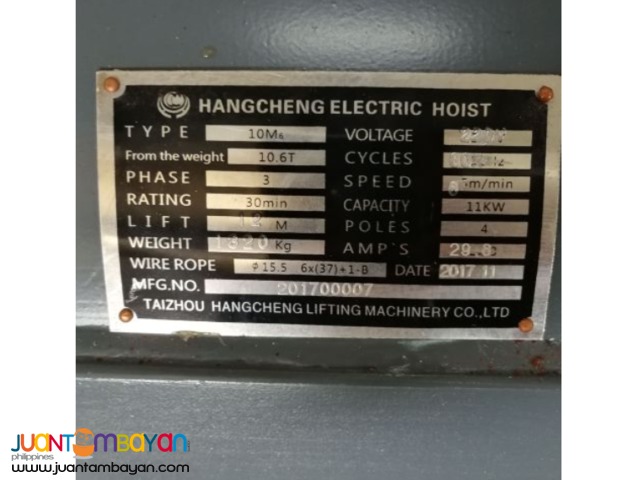 HANGCHENG ELECTRIC HOIST
TYPE 10M6 VOLTAGE
From the weight 10.6T CYCLES
PHASE 3 SPEED m/min
RATING 30min CAPACITY 11KW
LIFT 12 M POLES 4
WEIGHT 1320 Kg AMP'S
WIRE ROPE φ15.5 6x(37)+1-B DATE 2017.11
MFG.NO. 201700007
TAIZHOU HANGCHENG LIFTING MACHINERY CO.,LTD
JUANTAMBAYAN
philippines
www.juantambayan.com